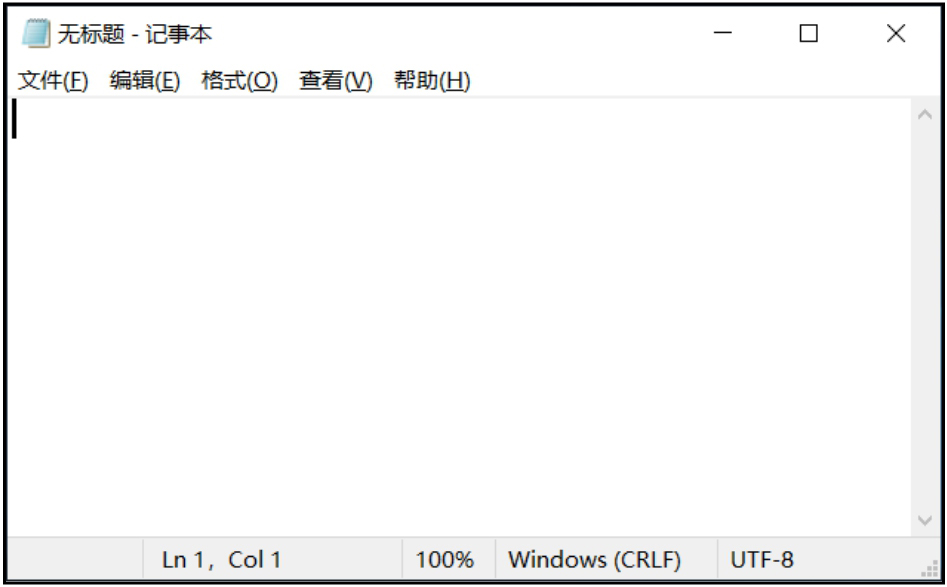 无标题 - 记事本
文件(F) 编辑(E) 格式(O) 查看(V) 帮助(H)
Ln 1，Col 1 100% Windows (CRLF) UTF-8